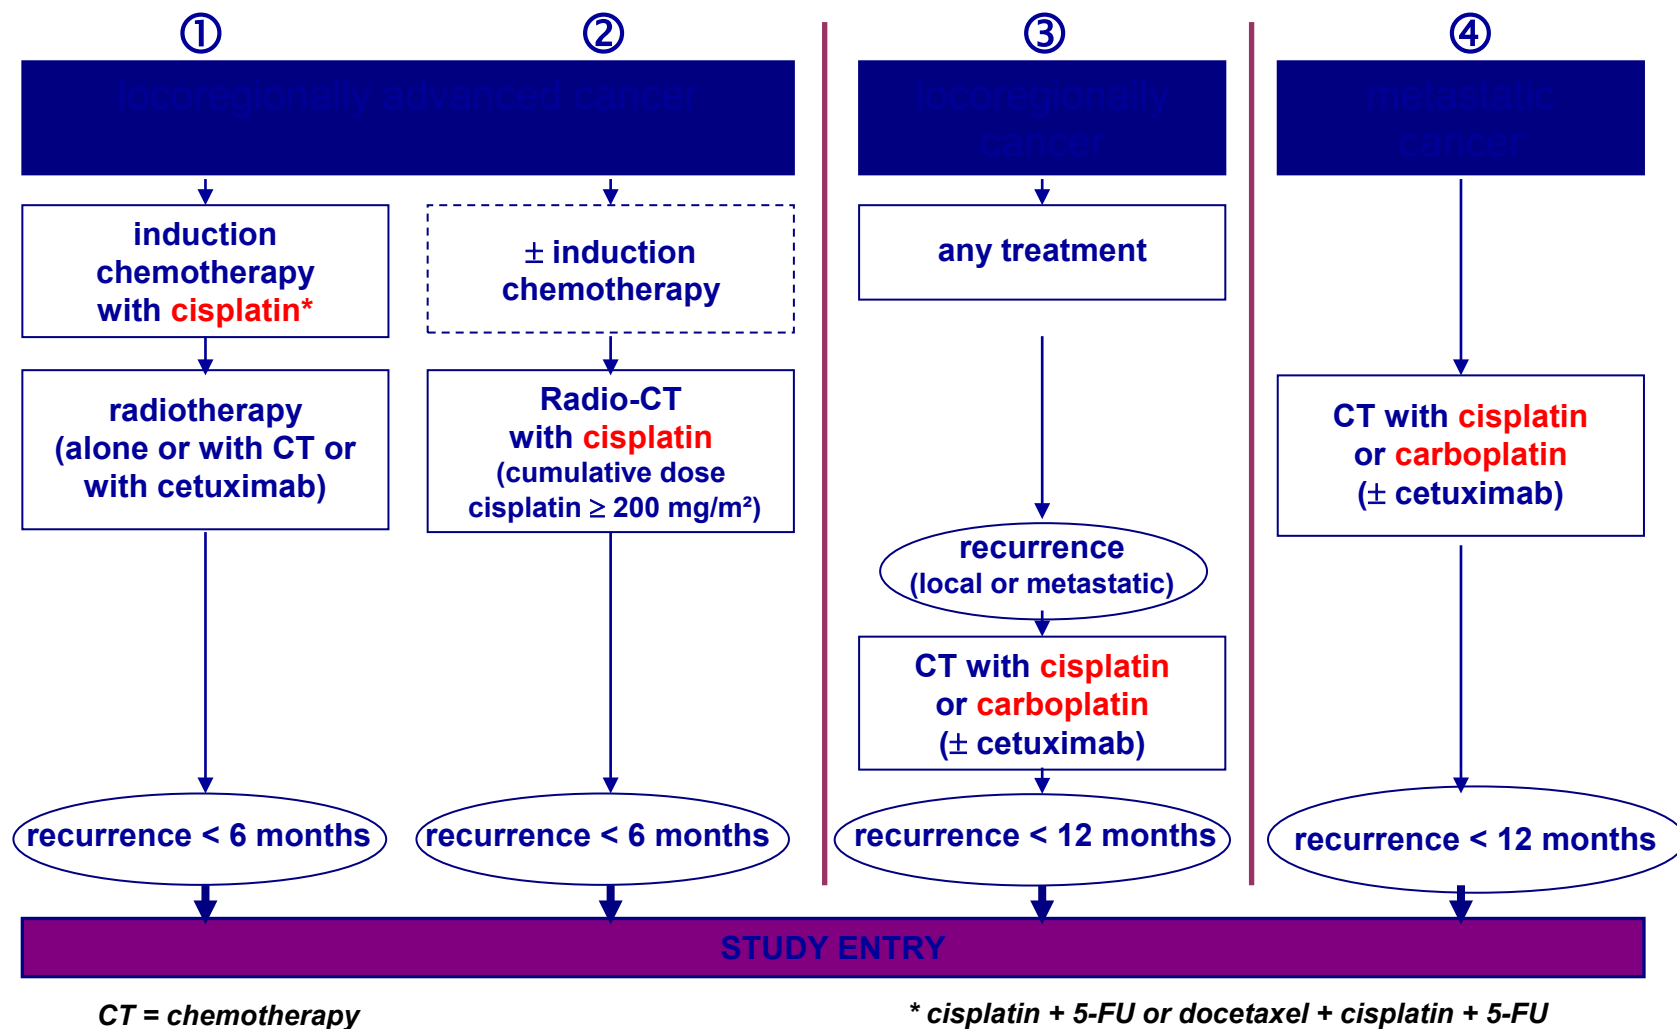 ①
②
③
④
locoregionally advanced cancer
locoregionally
cancer
metastatic
cancer
induction
chemotherapy
with cisplatin*
± induction
chemotherapy
any treatment
radiotherapy
(alone or with CT or
with cetuximab)
Radio-CT
with cisplatin
(cumulative dose
cisplatin ≥ 200 mg/m²)
CT with cisplatin
or carboplatin
(± cetuximab)
recurrence
(local or metastatic)
CT with cisplatin
or carboplatin
(± cetuximab)
recurrence < 6 months
recurrence < 6 months
recurrence < 12 months
recurrence < 12 months
STUDY ENTRY
CT = chemotherapy
* cisplatin + 5-FU or docetaxel + cisplatin + 5-FU